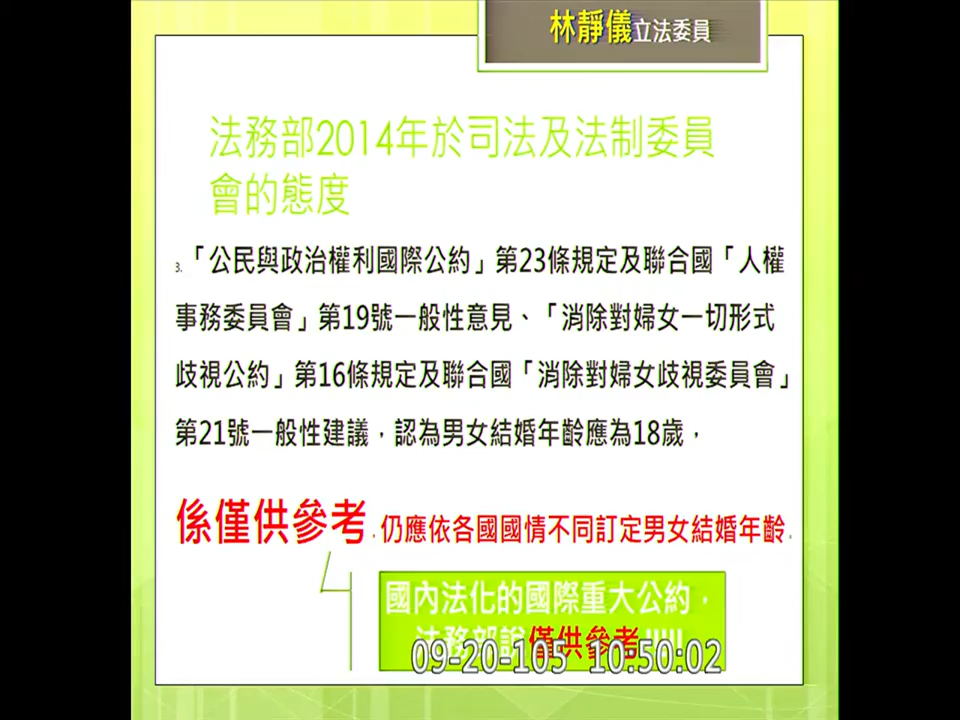 林靜儀立法委員
法務部2014年於司法及法制委員
會的態度
3.「公民與政治權利國際公約」第23條規定及聯合國「人權
事務委員會」第19號一般性意見、「消除對婦女一切形式
歧視公約」第16條規定及聯合國「消除對婦女歧視委員會」
第21號一般性建議，認為男女結婚年齡應為18歲，
係僅供參考，仍應依各國國情不同訂定男女結婚年齡。
國內法化的國際重大公約，
法務部說僅供參考!!!!!
09-20-105 10:50:02